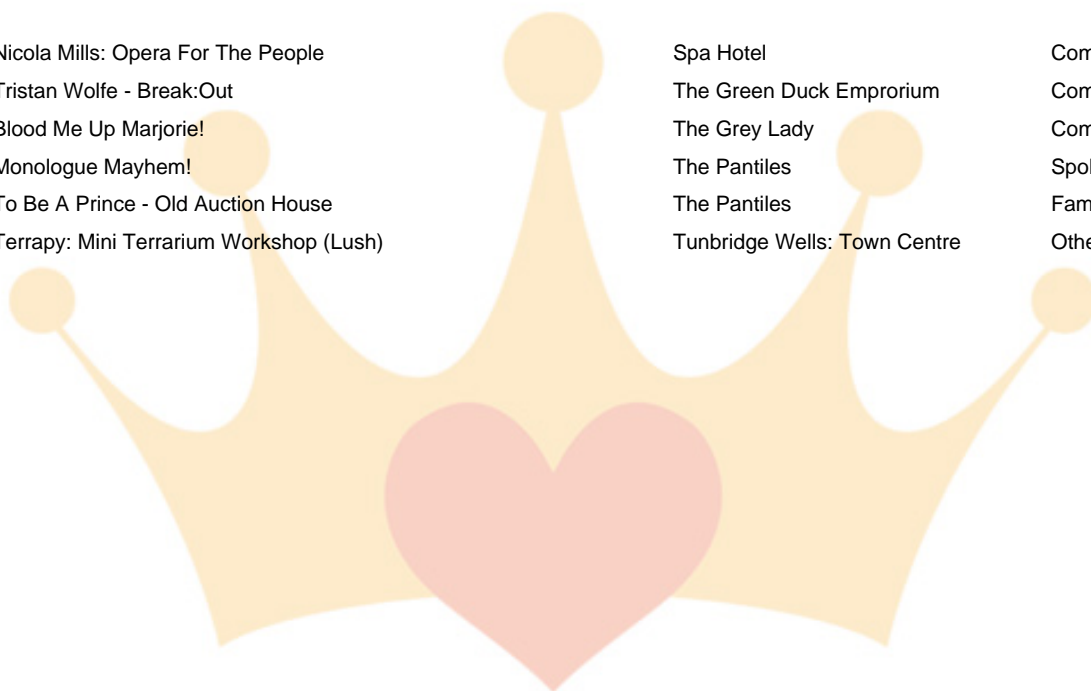 Nicola Mills: Opera For The People Spa Hotel Com
Tristan Wolfe - Break:Out The Green Duck Emprorium Com
Blood Me Up Marjorie! The Grey Lady Com
Monologue Mayhem! The Pantiles Spo
To Be A Prince - Old Auction House The Pantiles Fam
Terrapy: Mini Terrarium Workshop (Lush) Tunbridge Wells: Town Centre Othe